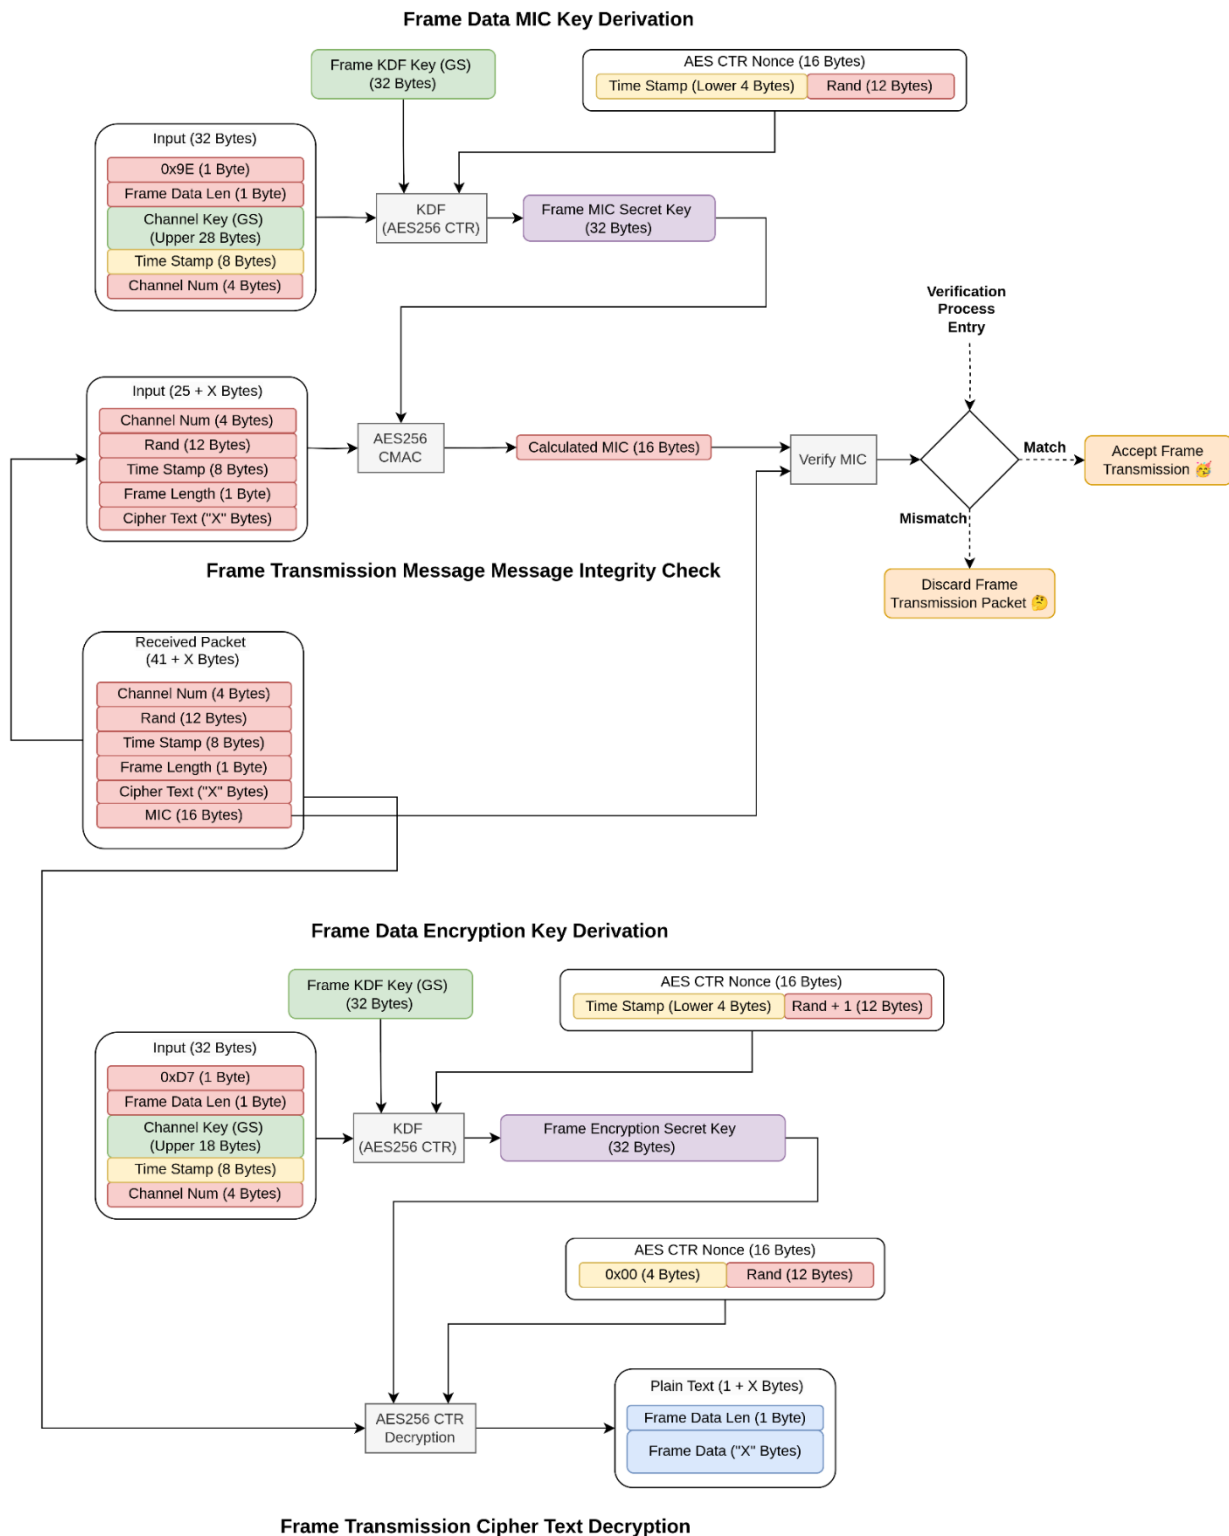 Frame Data MIC Key Derivation
Frame KDF Key (GS)
(32 Bytes)
AES CTR Nonce (16 Bytes)
Time Stamp (Lower 4 Bytes)
Rand (12 Bytes)
Input (32 Bytes)
0x9E (1 Byte)
Frame Data Len (1 Byte)
Channel Key (GS)
(Upper 28 Bytes)
Time Stamp (8 Bytes)
Channel Num (4 Bytes)
KDF
(AES256 CTR)
Frame MIC Secret Key
(32 Bytes)
Verification
Process
Entry
Input (25 + X Bytes)
Channel Num (4 Bytes)
Rand (12 Bytes)
Time Stamp (8 Bytes)
Frame Length (1 Byte)
Cipher Text ("X" Bytes)
AES256
CMAC
Calculated MIC (16 Bytes)
Verify MIC
Match
Accept Frame
Transmission 🥳
Mismatch
Discard Frame
Transmission Packet 🤔
Frame Transmission Message Message Integrity Check
Received Packet
(41 + X Bytes)
Channel Num (4 Bytes)
Rand (12 Bytes)
Time Stamp (8 Bytes)
Frame Length (1 Byte)
Cipher Text ("X" Bytes)
MIC (16 Bytes)
Frame Data Encryption Key Derivation
Frame KDF Key (GS)
(32 Bytes)
AES CTR Nonce (16 Bytes)
Time Stamp (Lower 4 Bytes)
Rand + 1 (12 Bytes)
Input (32 Bytes)
0xD7 (1 Byte)
Frame Data Len (1 Byte)
Channel Key (GS)
(Upper 18 Bytes)
Time Stamp (8 Bytes)
Channel Num (4 Bytes)
KDF
(AES256 CTR)
Frame Encryption Secret Key
(32 Bytes)
AES CTR Nonce (16 Bytes)
0x00 (4 Bytes)
Rand (12 Bytes)
AES256 CTR
Decryption
Plain Text (1 + X Bytes)
Frame Data Len (1 Byte)
Frame Data ("X" Bytes)
Frame Transmission Cipher Text Decryption